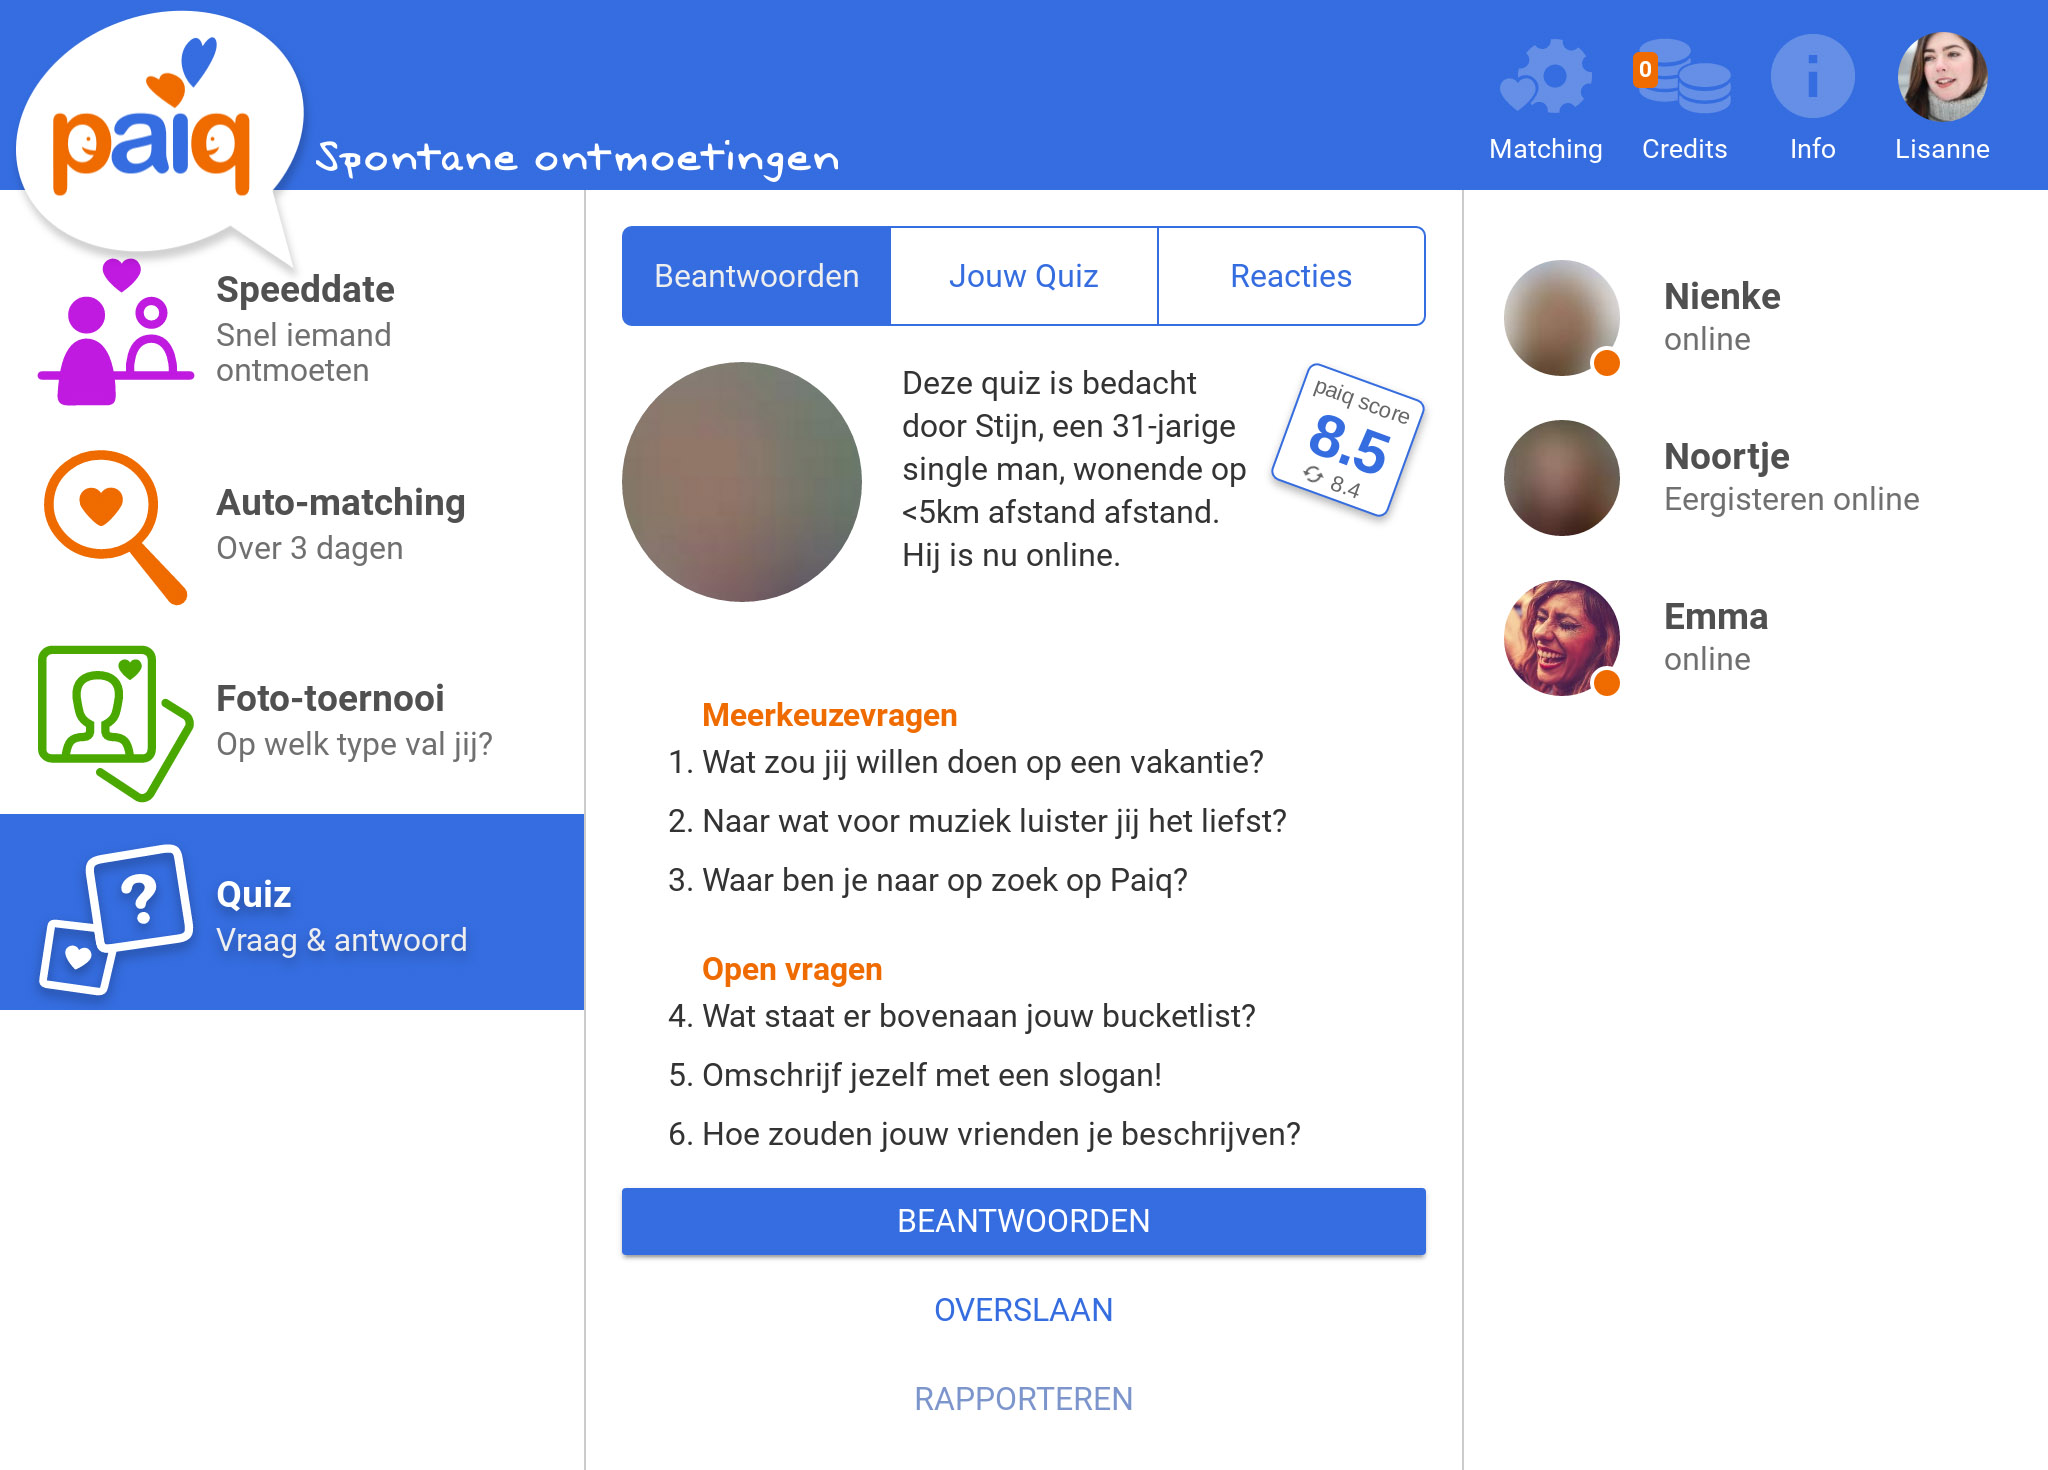 paiq
Spontane ontmoetingen
0
Matching
Credits
i
Info
Lisanne
Speeddate
Snel iemand
ontmoeten
Auto-matching
Over 3 dagen
Foto-toernooi
Op welk type val jij?
?
Quiz
Vraag & antwoord
Beantwoorden
Jouw Quiz
Reacties
Deze quiz is bedacht
door Stijn, een 31-jarige
single man, wonende op
<5km afstand afstand.
Hij is nu online.
paiq score
8.5
8.4
Meerkeuzevragen
1. Wat zou jij willen doen op een vakantie?
2. Naar wat voor muziek luister jij het liefst?
3. Waar ben je naar op zoek op Paiq?
Open vragen
4. Wat staat er bovenaan jouw bucketlist?
5. Omschrijf jezelf met een slogan!
6. Hoe zouden jouw vrienden je beschrijven?
BEANTWOORDEN
OVERSLAAN
RAPPORTEREN
Nienke
online
Noortje
Eergisteren online
Emma
online